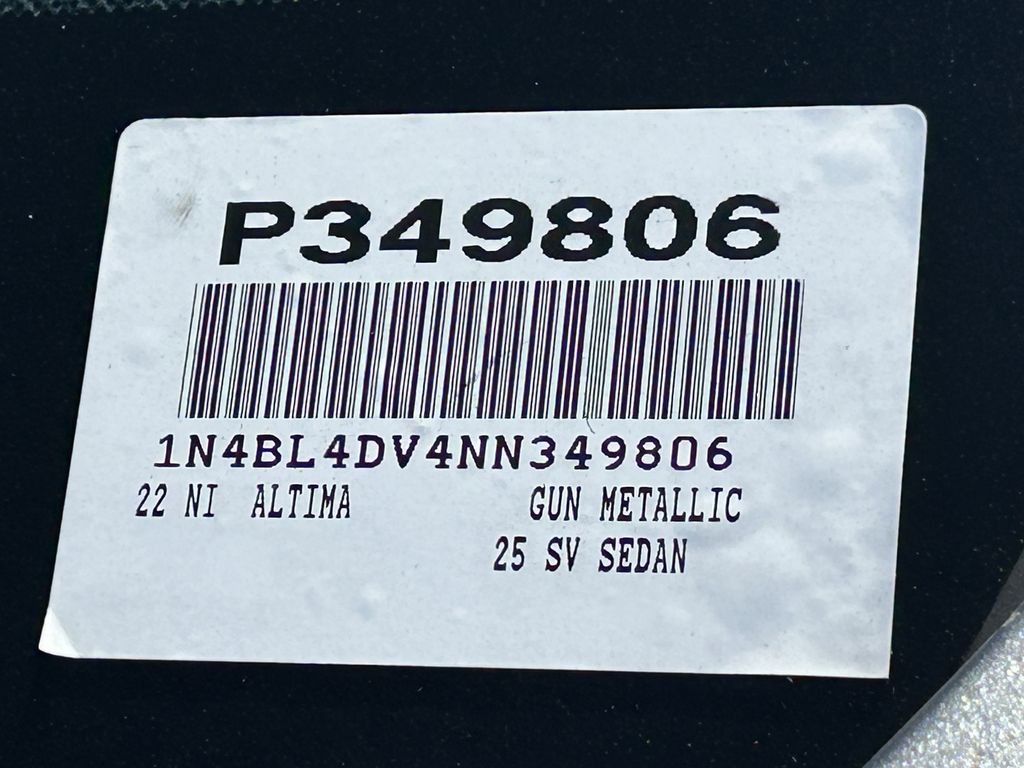 P349806
1N4BL4DV4NN349806
22 NI ALTIMA GUN METALLIC
25 SV SEDAN